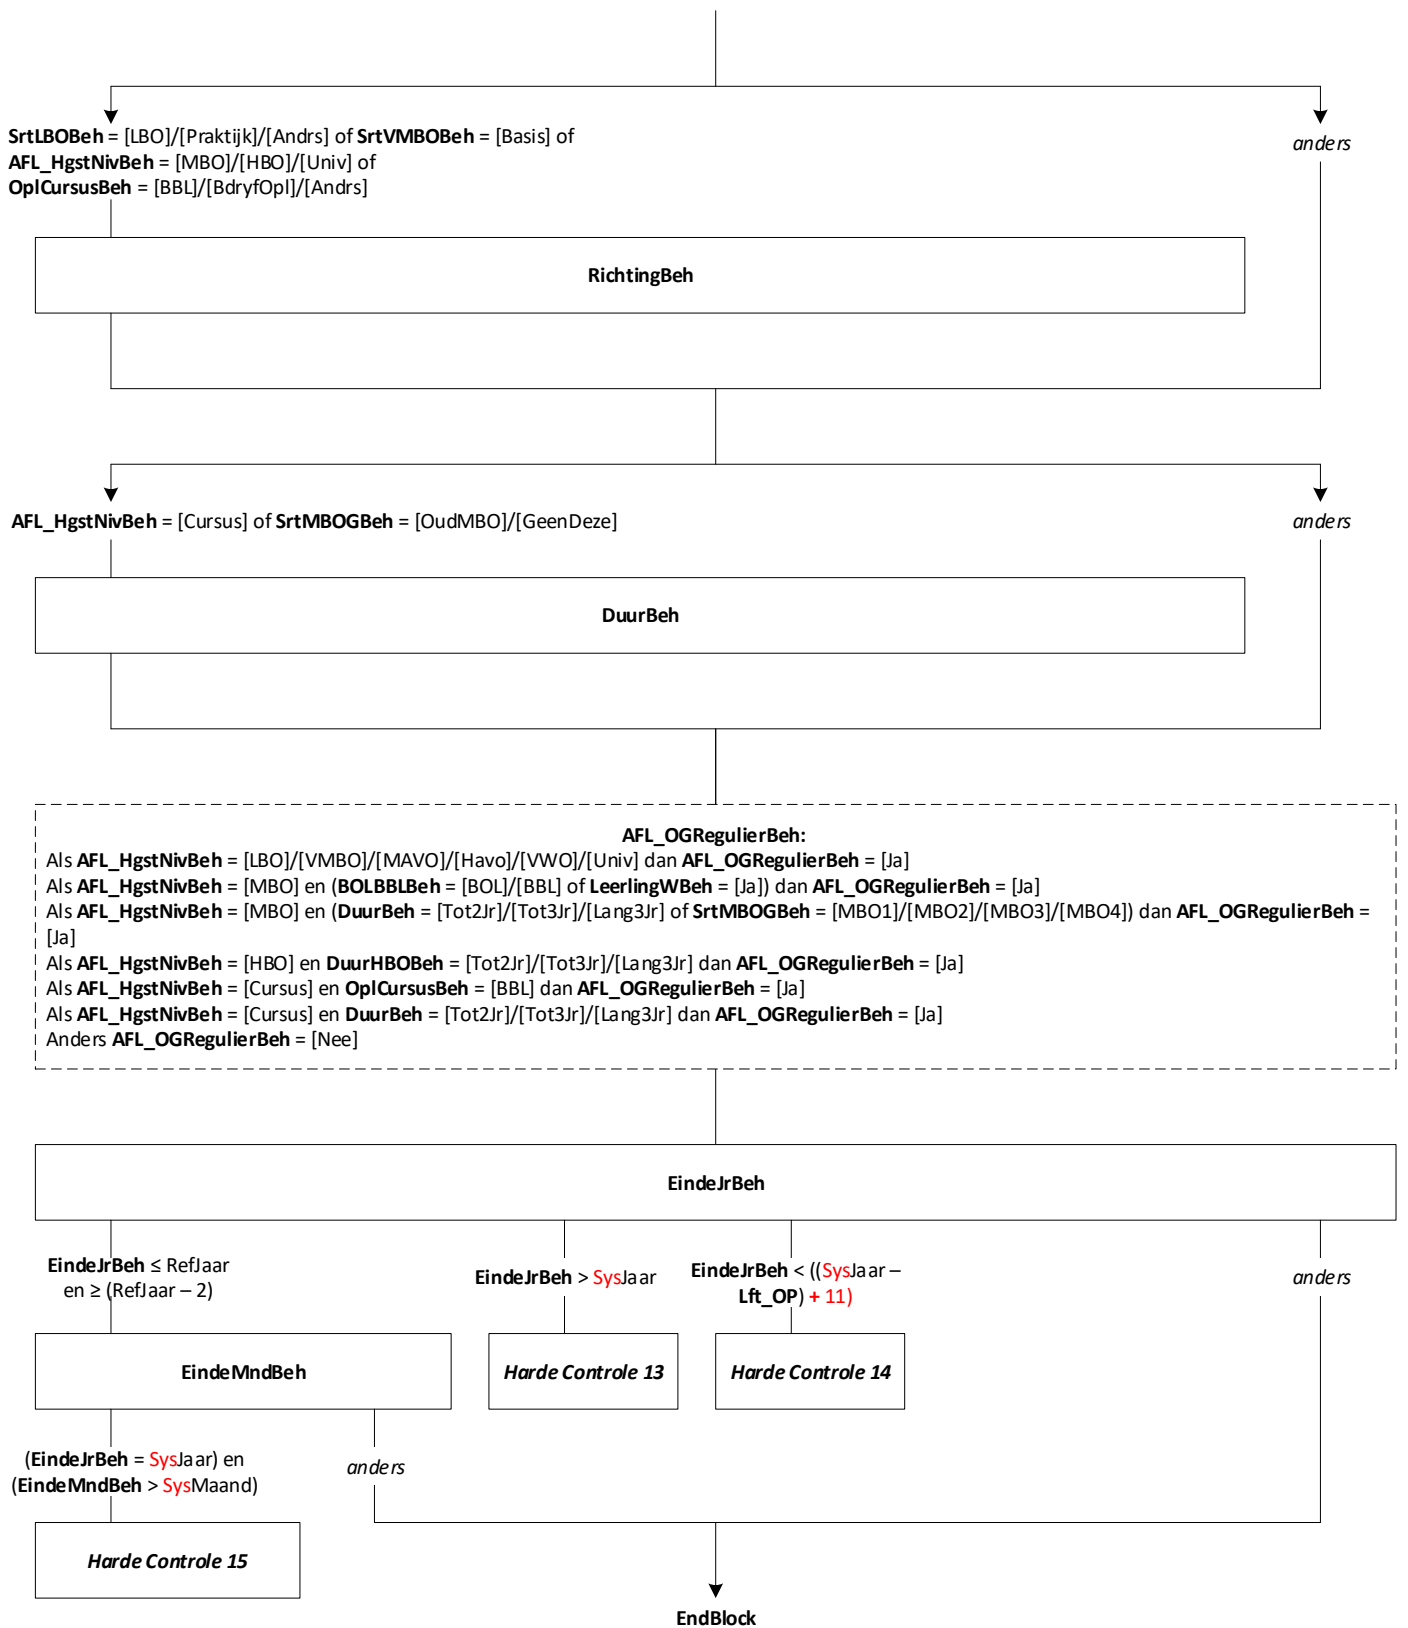 SrtLBOBeh = [LBO]/[Praktijk]/[Andrs] of SrtVMBOBeh = [Basis] of
AFL_HgstNivBeh = [MBO]/[HBO]/[Univ] of
OplCursusBeh = [BBL]/[BdryfOpl]/[Andrs]
anders
RichtingBeh
AFL_HgstNivBeh = [Cursus] of SrtMBOGBeh = [OudMBO]/[GeenDeze]
anders
DuurBeh
AFL_OGRegulierBeh:
Als AFL_HgstNivBeh = [LBO]/[VMBO]/[MAVO]/[Havo]/[VWO]/[Univ] dan AFL_OGRegulierBeh = [Ja]
Als AFL_HgstNivBeh = [MBO] en (BOLBBLBeh = [BOL]/[BBL] of LeerlingWBeh = [Ja]) dan AFL_OGRegulierBeh = [Ja]
Als AFL_HgstNivBeh = [MBO] en (DuurBeh = [Tot2Jr]/[Tot3Jr]/[Lang3Jr] of SrtMBOGBeh = [MBO1]/[MBO2]/[MBO3]/[MBO4]) dan AFL_OGRegulierBeh =
[Ja]
Als AFL_HgstNivBeh = [HBO] en DuurHBOBeh = [Tot2Jr]/[Tot3Jr]/[Lang3Jr] dan AFL_OGRegulierBeh = [Ja]
Als AFL_HgstNivBeh = [Cursus] en OplCursusBeh = [BBL] dan AFL_OGRegulierBeh = [Ja]
Als AFL_HgstNivBeh = [Cursus] en DuurBeh = [Tot2Jr]/[Tot3Jr]/[Lang3Jr] dan AFL_OGRegulierBeh = [Ja]
Anders AFL_OGRegulierBeh = [Nee]
EindeJrBeh
EindeJrBeh ≤ RefJaar
en ≥ (RefJaar – 2)
EindeJrBeh > SysJaar
EindeJrBeh < ((SysJaar –
Lft_OP) + 11)
anders
EindeMndBeh
Harde Controle 13
Harde Controle 14
(EindeJrBeh = SysJaar) en
(EindeMndBeh > SysMaand)
anders
Harde Controle 15
EndBlock